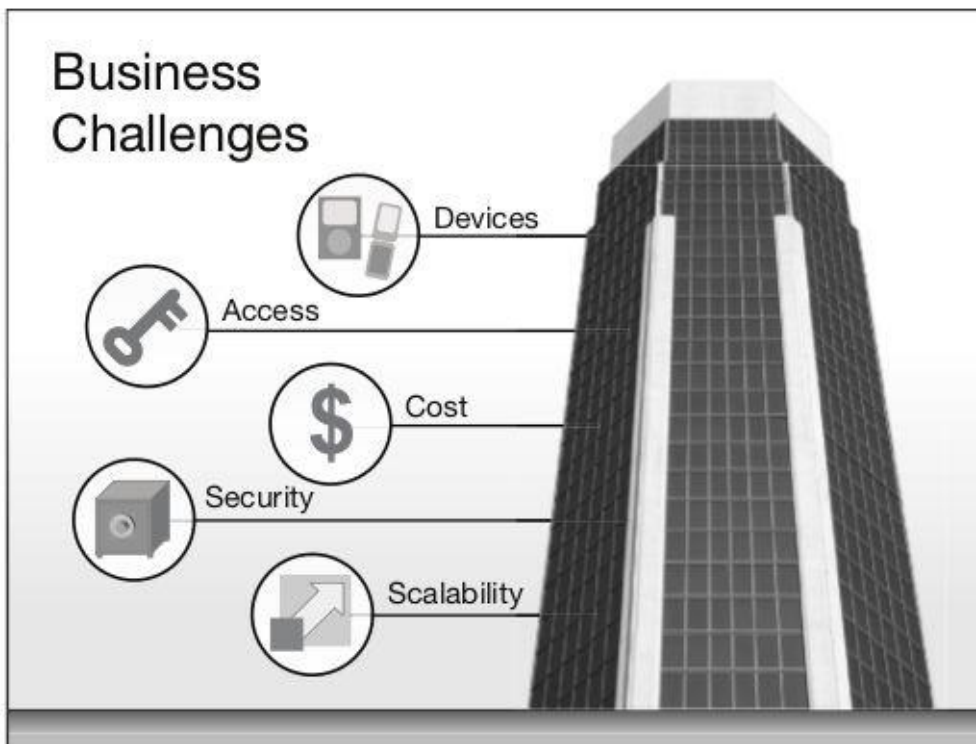 Business
Challenges
Devices
Access
$
Cost
Security
Scalability